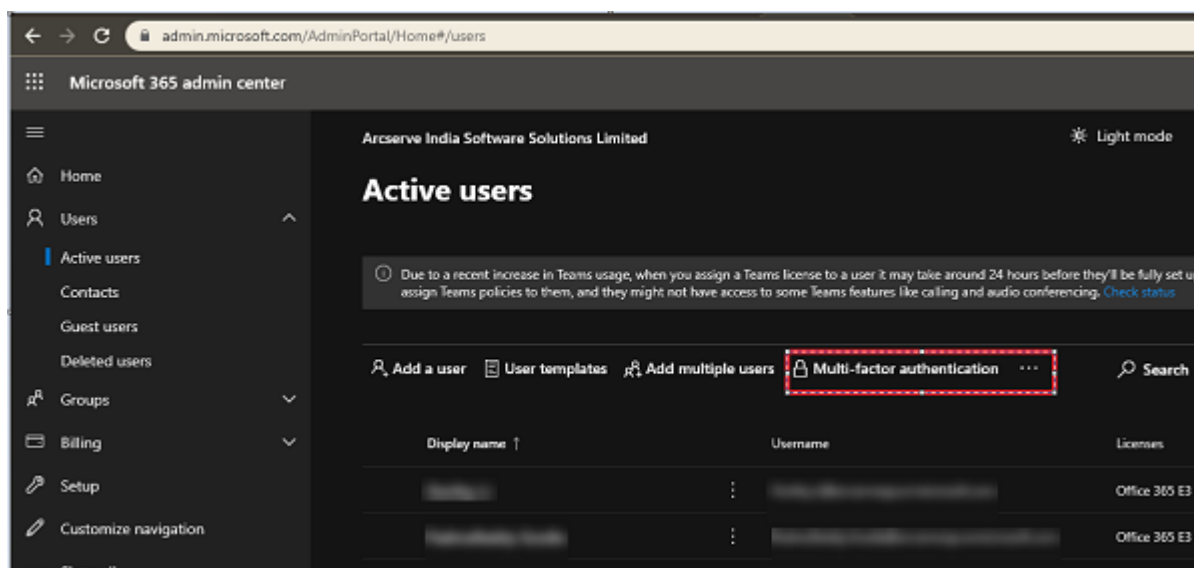 admin.microsoft.com/AdminPortal/Home#/users
Microsoft 365 admin center
Arcserve India Software Solutions Limited
Light mode
Home
Active users
Users
Active users
Contacts
Guest users
Deleted users
Groups
Billing
Setup
Customize navigation
Due to a recent increase in Teams usage, when you assign a Teams license to a user it may take around 24 hours before they'll be fully set u
assign Teams policies to them, and they might not have access to some Teams features like calling and audio conferencing. Check status
Add a user User templates Add multiple users Multi-factor authentication ··· Search
Display name ↑ Username Licenses
Office 365 E3
Office 365 E3